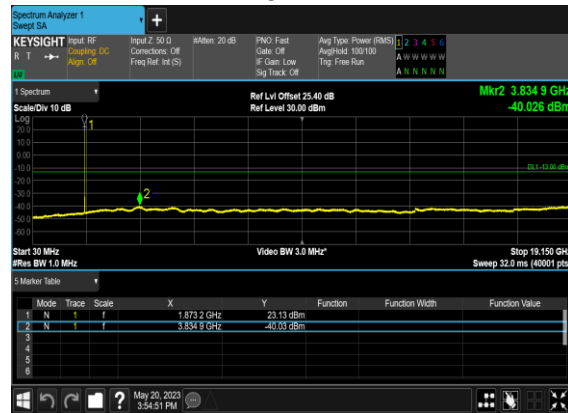 Spectrum Analyzer 1
Swept SA
+
KEYSIGHT Input: RF Input Z: 50 Ω #Atten: 20 dB PNO: Fast Avg Type: Power (RMS) 1 2 3 4 5 6
R T Coupling: DC Corrections: Off Gate: Off Avg|Hold: 100/100 A W W W W W
Align: Off Freq Ref: Int (S) IF Gain: Low Trig: Free Run
LXI Sig Track: Off A N N N N N
1 Spectrum Ref Lvl Offset 25.40 dB Mkr2 3.834 9 GHz
Scale/Div 10 dB Ref Level 30.00 dBm -40.026 dBm
Log
1
20.0
10.0
0.00
-10.0
DL1 -13.00 dBm
-20.0
-30.0
2
-40.0
-50.0
-60.0
Start 30 MHz Video BW 3.0 MHz* Stop 19.150 GHz
#Res BW 1.0 MHz Sweep 32.0 ms (40001 pts)
5 Marker Table
Mode Trace Scale X Y Function Function Width Function Value
1 N 1 f 1.873 2 GHz 23.13 dBm
2 N 1 f 3.834 9 GHz -40.03 dBm
3
4
5
6
? May 20, 2023
3:54:51 PM